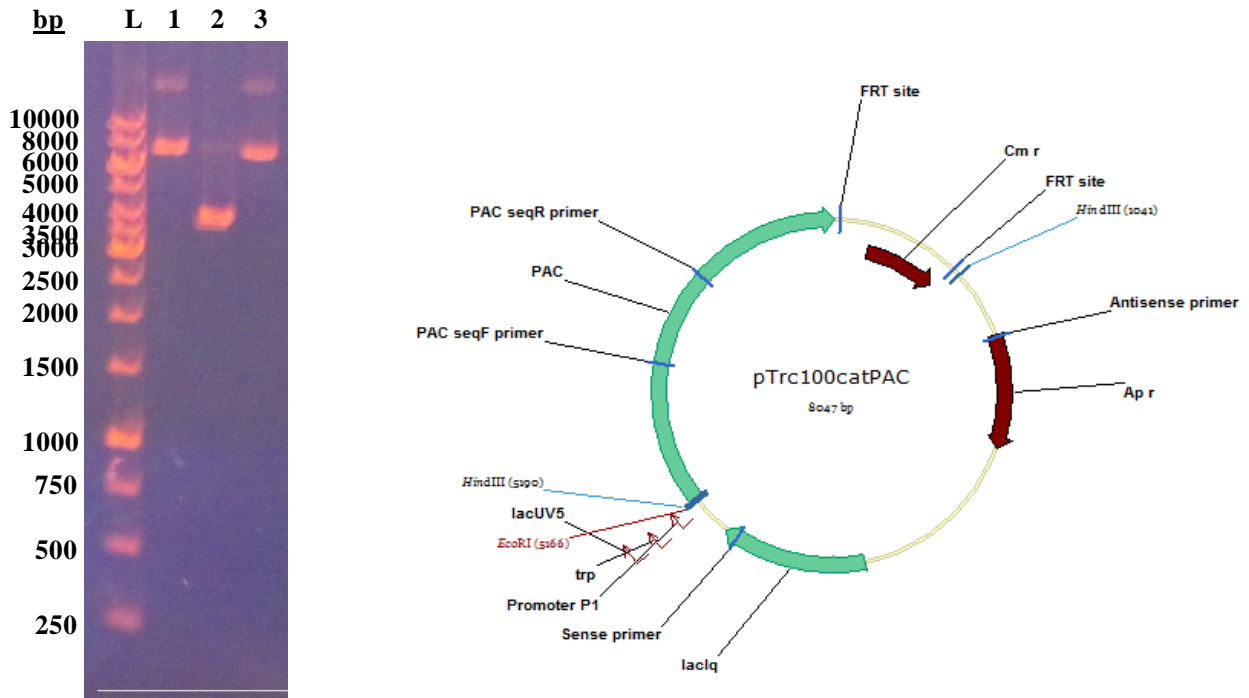 bp L 1 2 3
10000
8000
6000
5000
4000
3500
3000
2500
2000
1500
1000
750
500
250
FRT site
Cm r
FRT site
HindIII (1041)
Antisense primer
Ap r
PAC seqR primer
PAC
PAC seqF primer
pTrc100catPAC
8047 bp
HindIII (5190)
lacUV5
EcoRI (5166)
trp
Promoter P1
Sense primer
lacIq